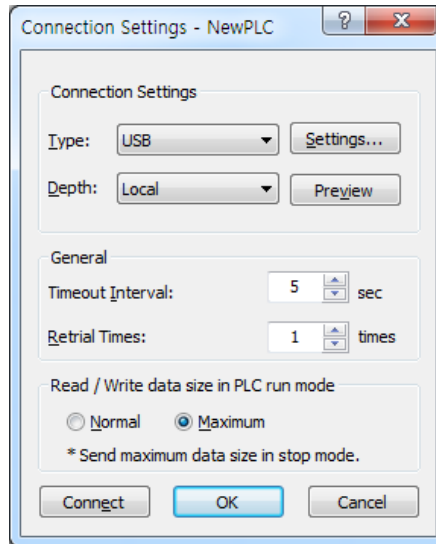 Connection Settings - NewPLC
Connection Settings
Type: USB Settings...
Depth: Local Preview
General
Timeout Interval: 5 sec
Retrial Times: 1 times
Read / Write data size in PLC run mode
Normal Maximum
* Send maximum data size in stop mode.
Connect OK Cancel